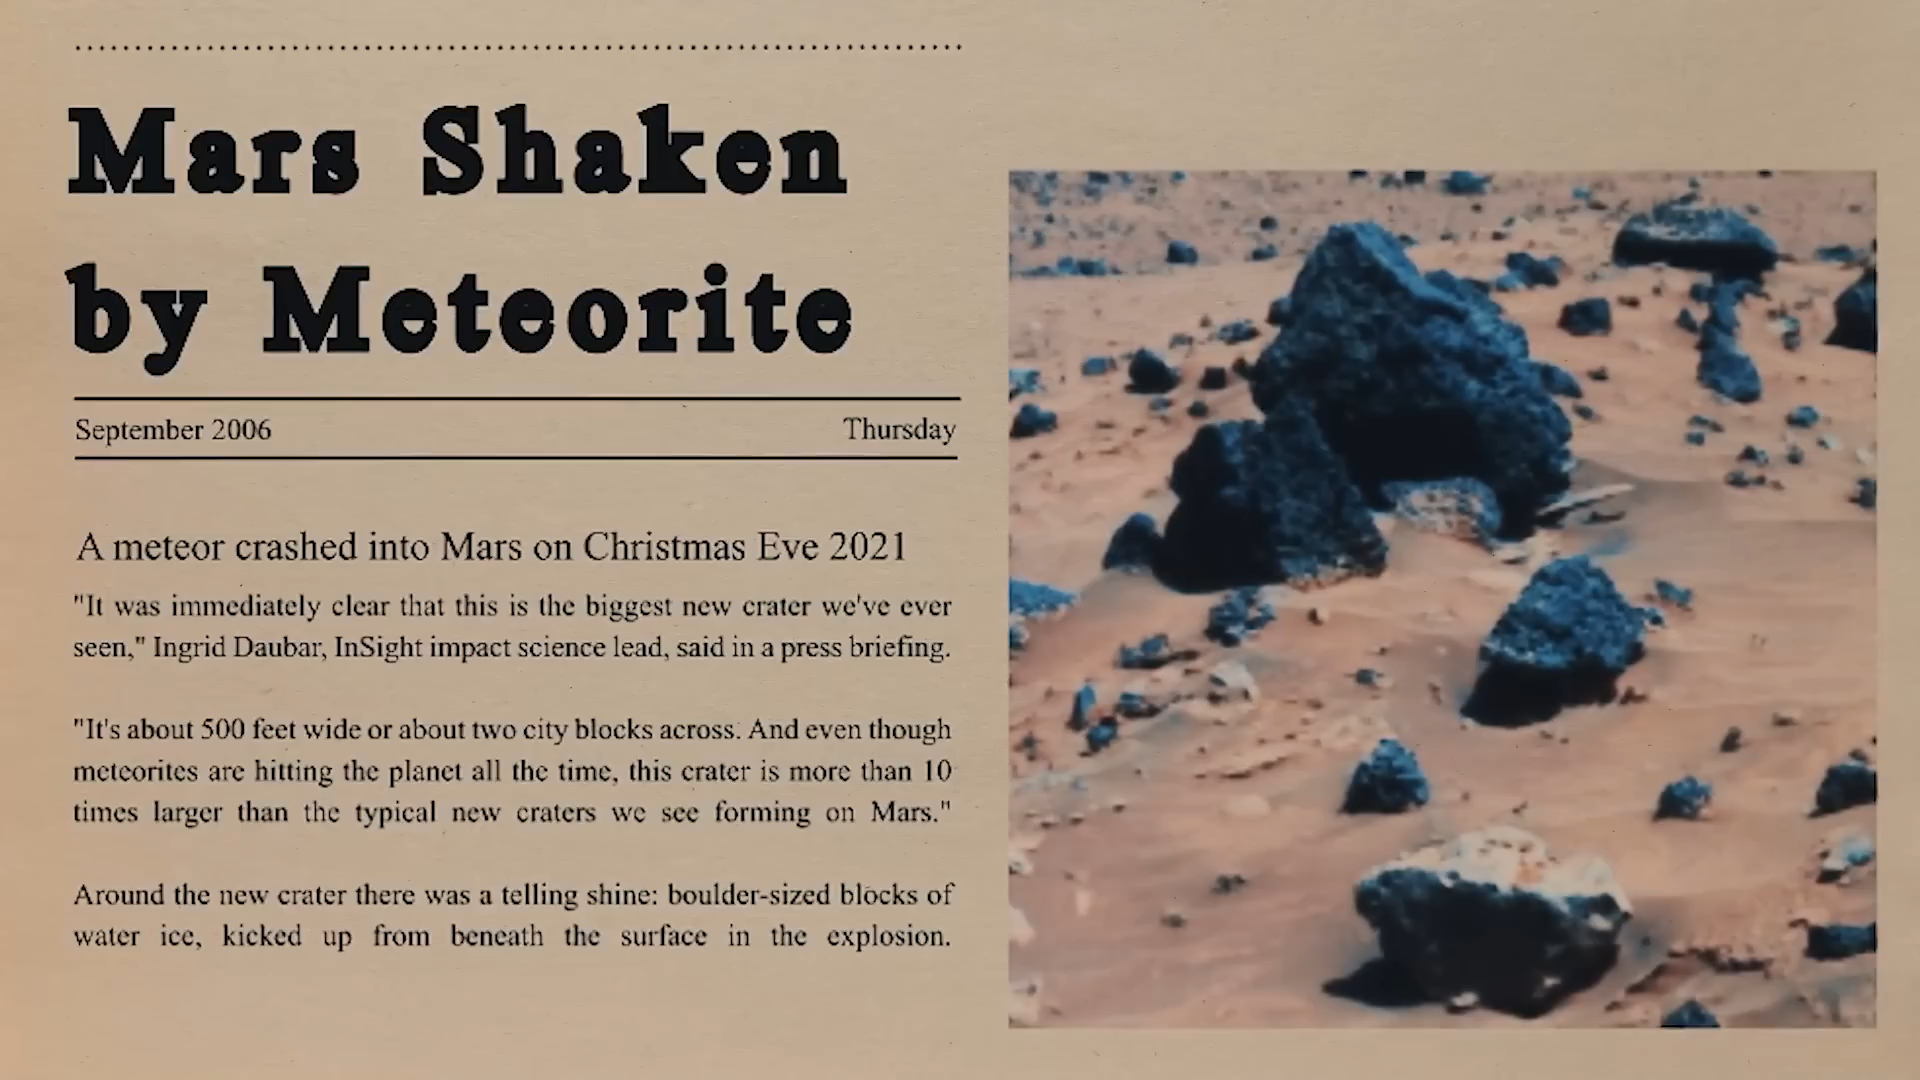 Mars Shaken
by Meteorite
September 2006 Thursday
A meteor crashed into Mars on Christmas Eve 2021
"It was immediately clear that this is the biggest new crater we've ever
seen," Ingrid Daubar, InSight impact science lead, said in a press briefing.
"It's about 500 feet wide or about two city blocks across. And even though
meteorites are hitting the planet all the time, this crater is more than 10
times larger than the typical new craters we see forming on Mars."
Around the new crater there was a telling shine: boulder-sized blocks of
water ice, kicked up from beneath the surface in the explosion.